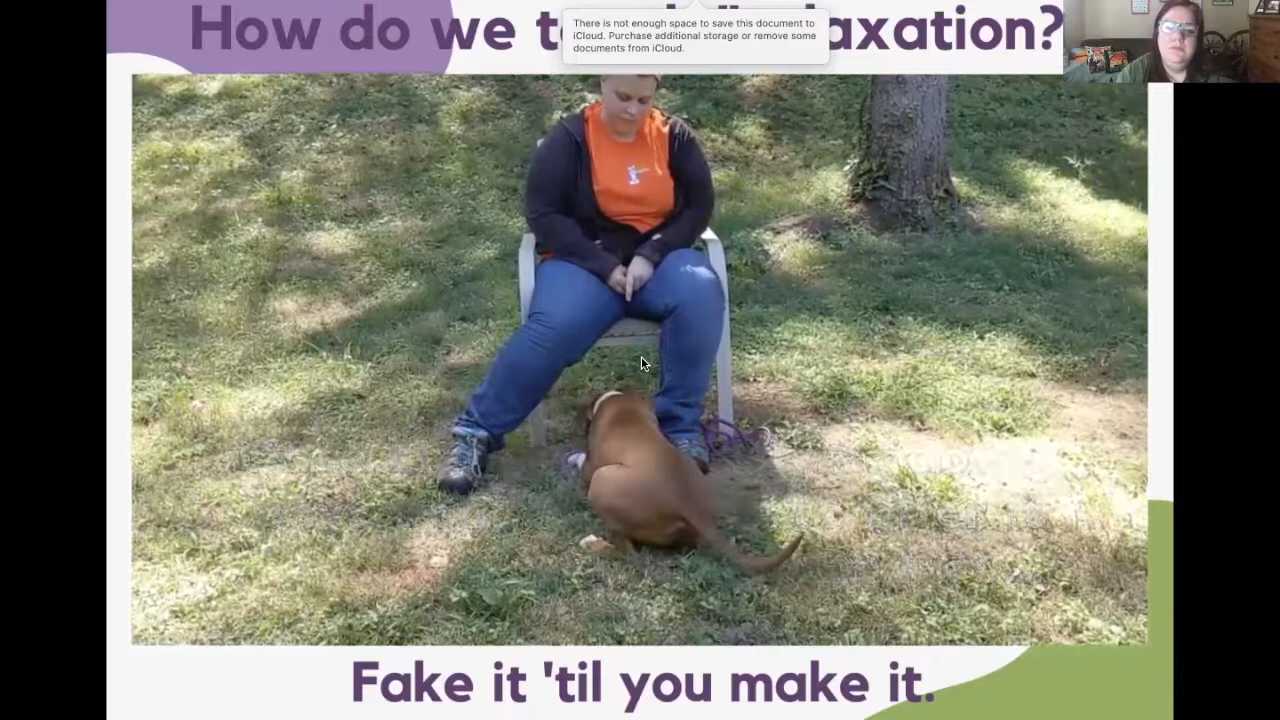 How do we t axation?
There is not enough space to save this document to
iCloud. Purchase additional storage or remove some
documents from iCloud.
Fake it 'til you make it.